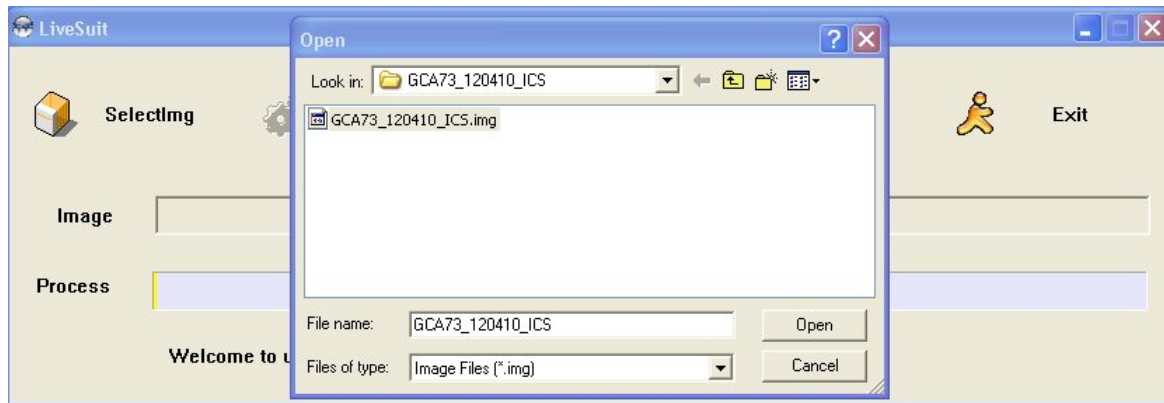 LiveSuit
Open
Look in: GCA73_120410_ICS
SelectImg
GCA73_120410_ICS.img
Exit
Image
Process
File name: GCA73_120410_ICS
Open
Welcome to u
Files of type: Image Files (*.img)
Cancel